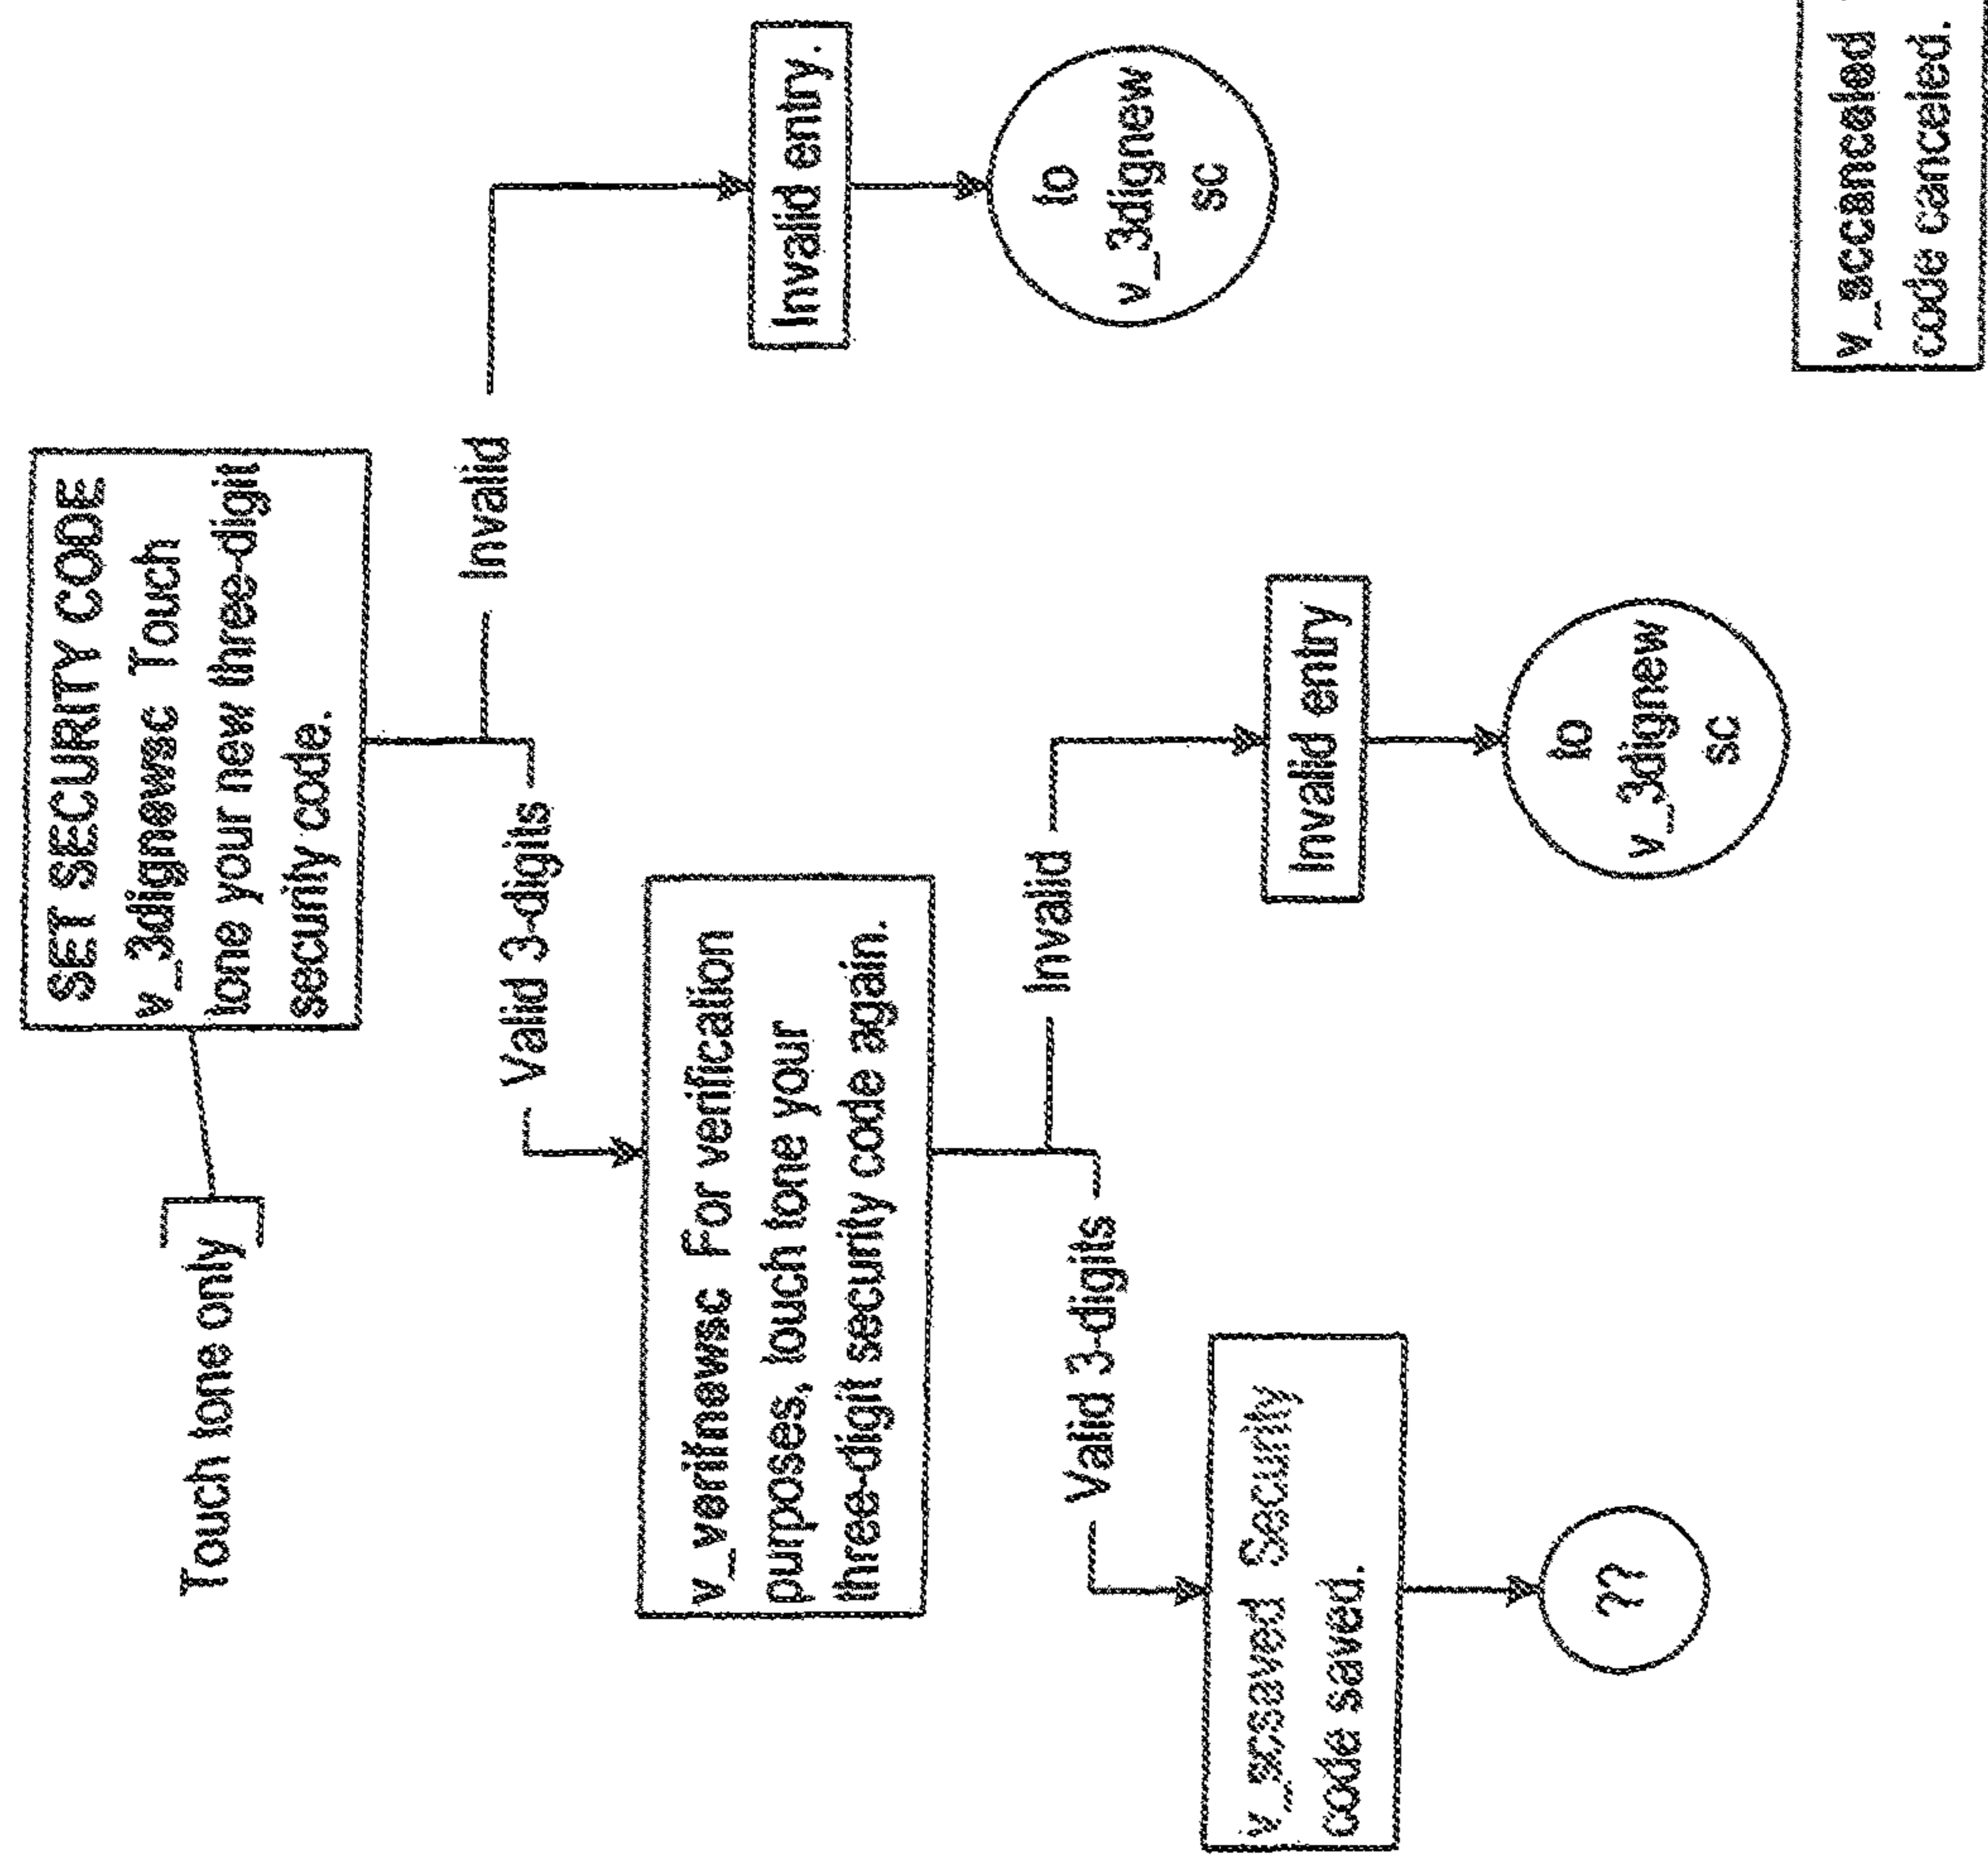 SET SECURITY CODE
v_3dignewsc Touch
tone your new three-digit
security code.
Touch tone only
Valid 3-digits
Invalid
Invalid entry.
to
v_3dignew
sc
v_verifnewsc For verification
purposes, touch tone your
three-digit security code again.
Valid 3-digits
Invalid
Invalid entry
to
v_3dignew
sc
v_scsaved Security
code saved.
??
v_sccanceled
code canceled.